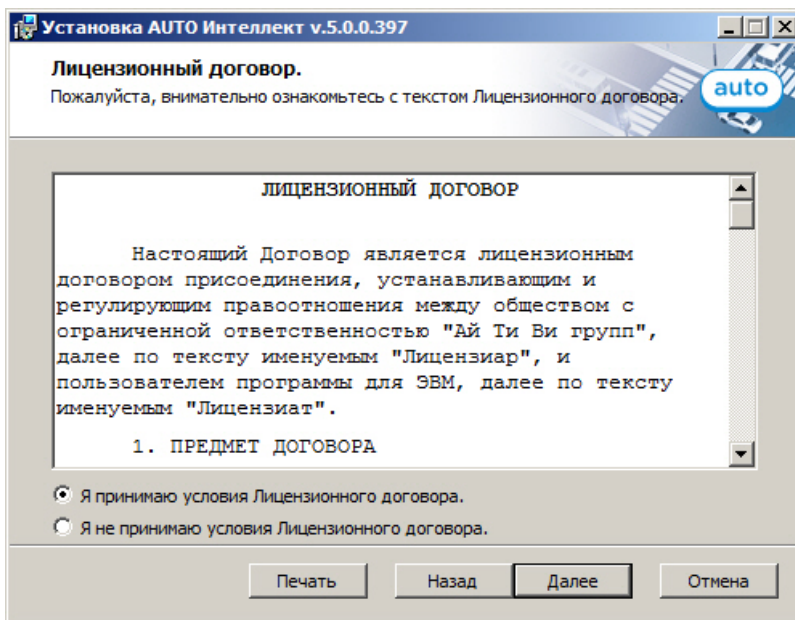 Установка AUTO Интеллект v.5.0.0.397
Лицензионный договор.
Пожалуйста, внимательно ознакомьтесь с текстом Лицензионного договора.
auto
ЛИЦЕНЗИОННЫЙ ДОГОВОР
Настоящий Договор является лицензионным
договором присоединения, устанавливающим и
регулирующим правоотношения между обществом с
ограниченной ответственностью "Ай Ти Ви групп",
далее по тексту именуемым "Лицензиар", и
пользователем программы для ЭВМ, далее по тексту
именуемым "Лицензиат".
1. ПРЕДМЕТ ДОГОВОРА
Я принимаю условия Лицензионного договора.
Я не принимаю условия Лицензионного договора.
Печать Назад Далее Отмена